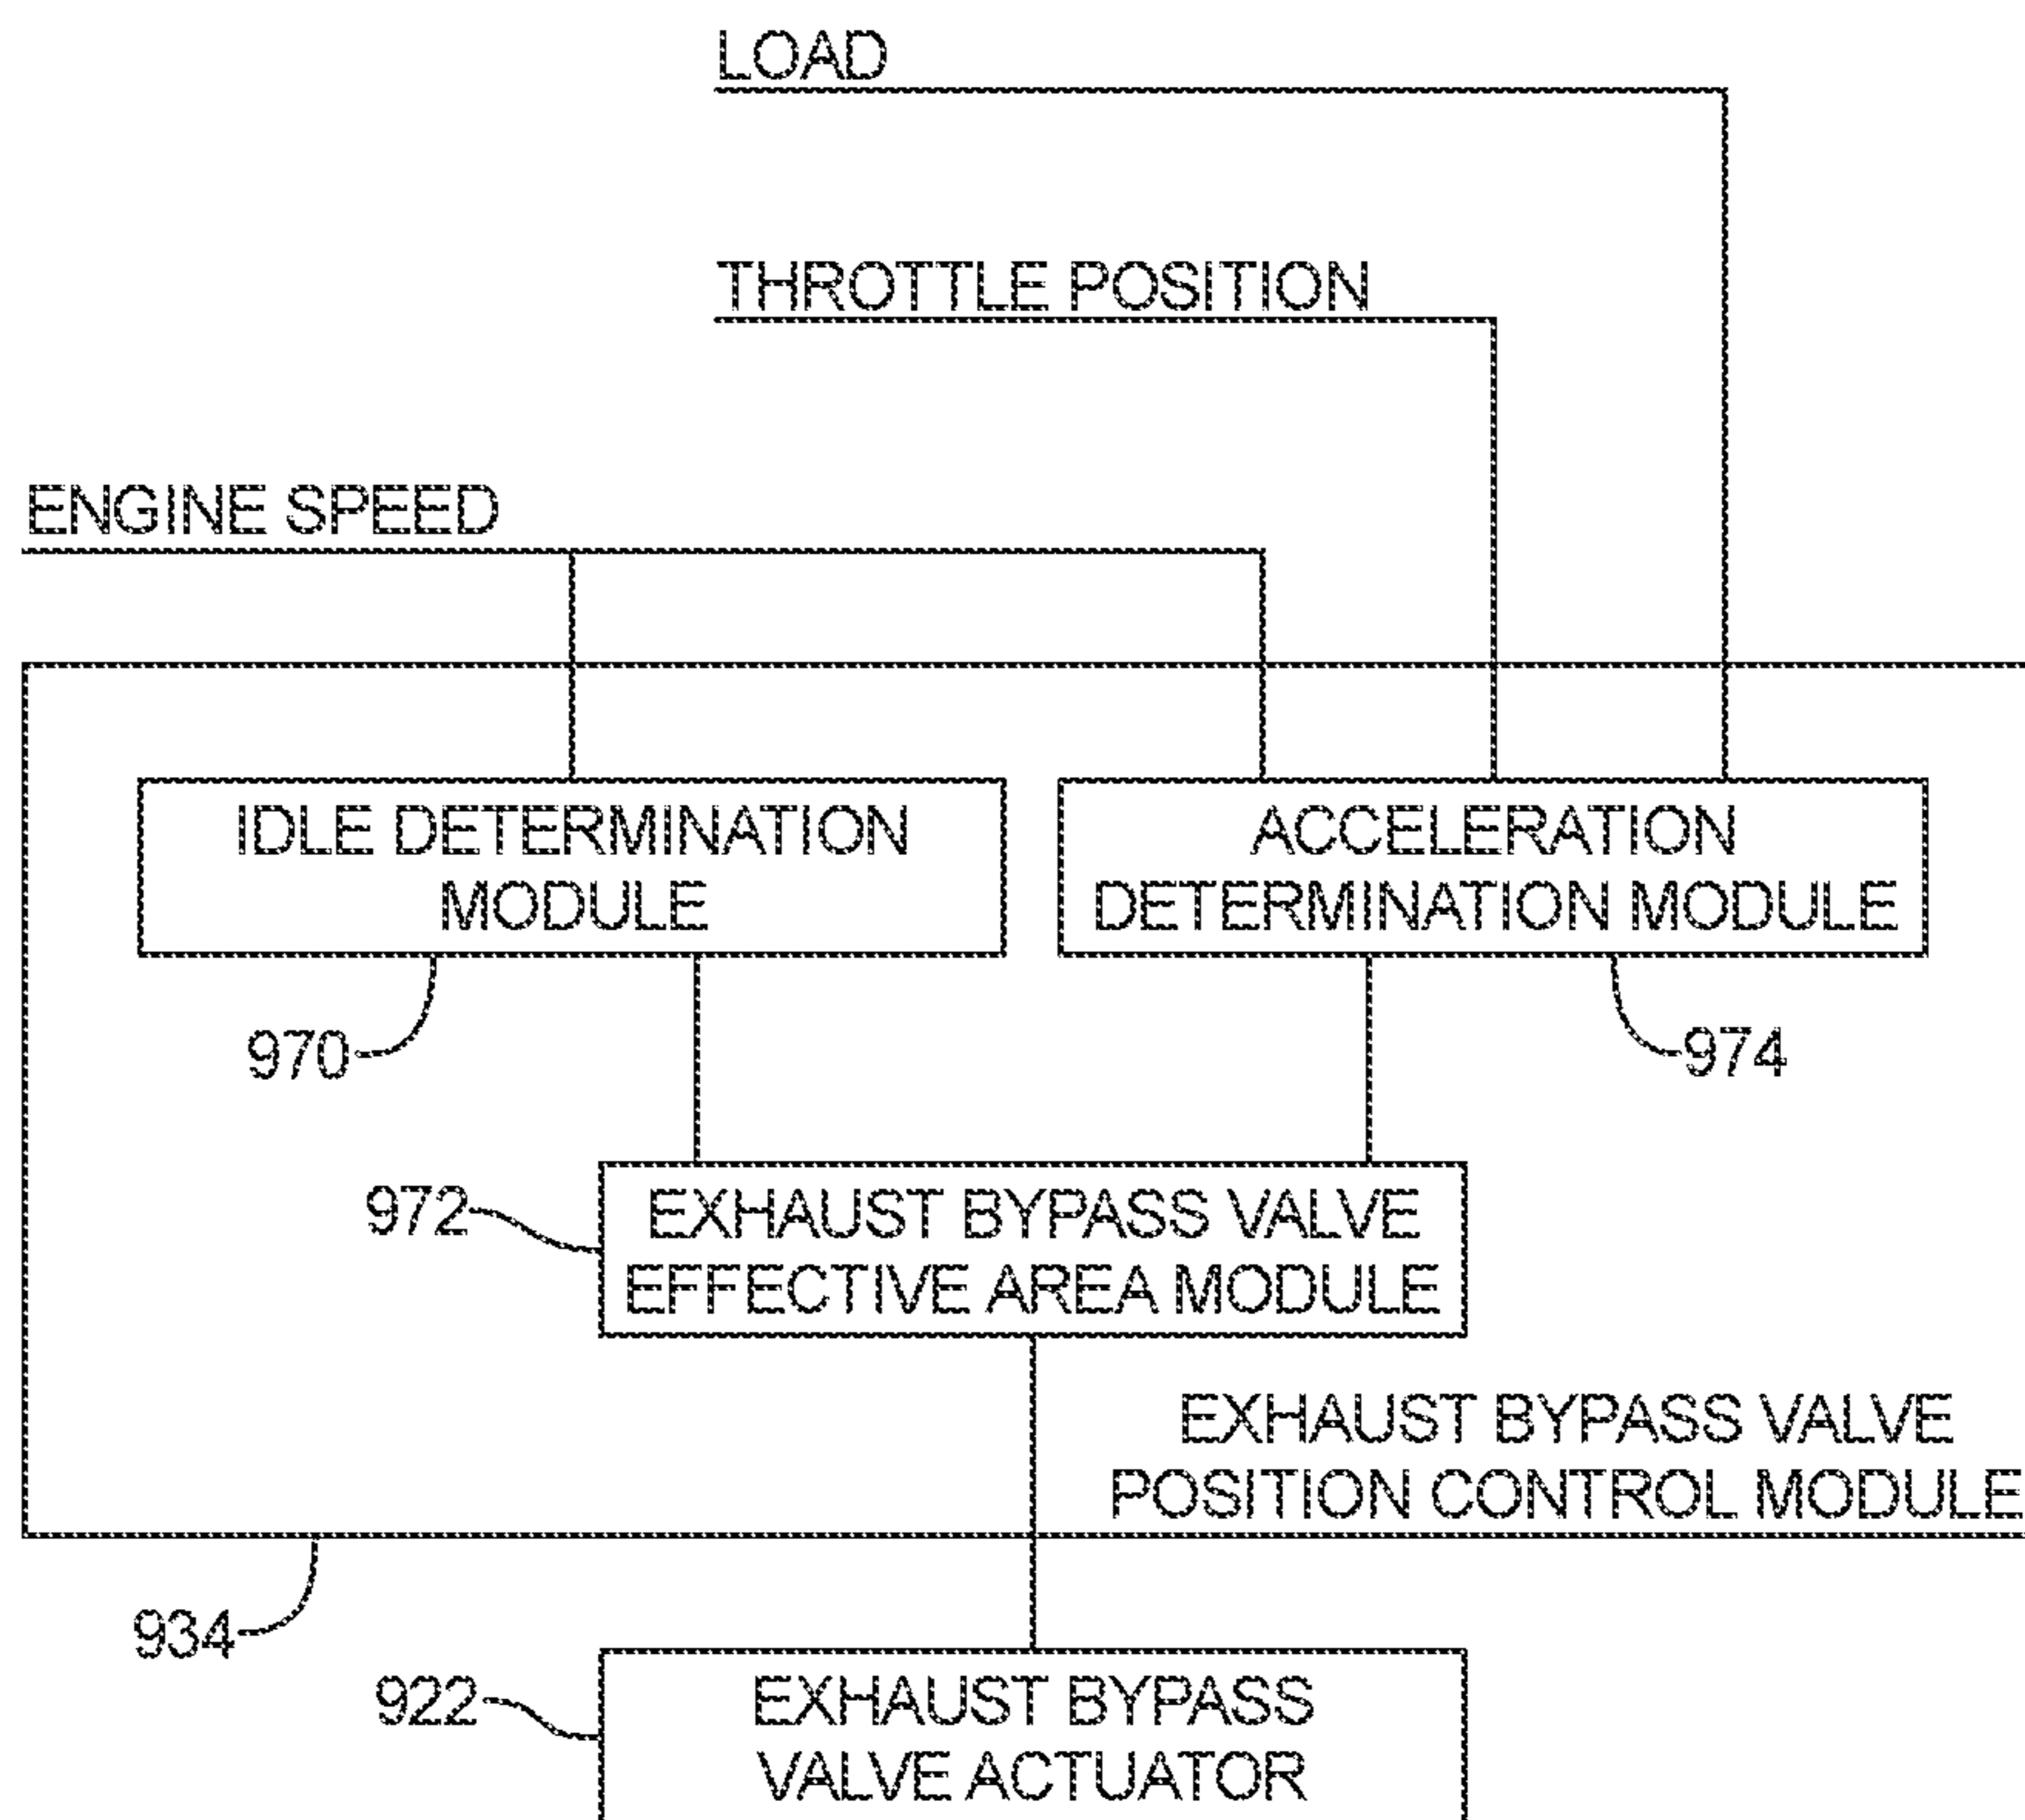 LOAD
THROTTLE POSITION
ENGINE SPEED
IDLE DETERMINATION
MODULE
ACCELERATION
DETERMINATION MODULE
970
974
972
EXHAUST BYPASS VALVE
EFFECTIVE AREA MODULE
EXHAUST BYPASS VALVE
POSITION CONTROL MODULE
934
922
EXHAUST BYPASS
VALVE ACTUATOR